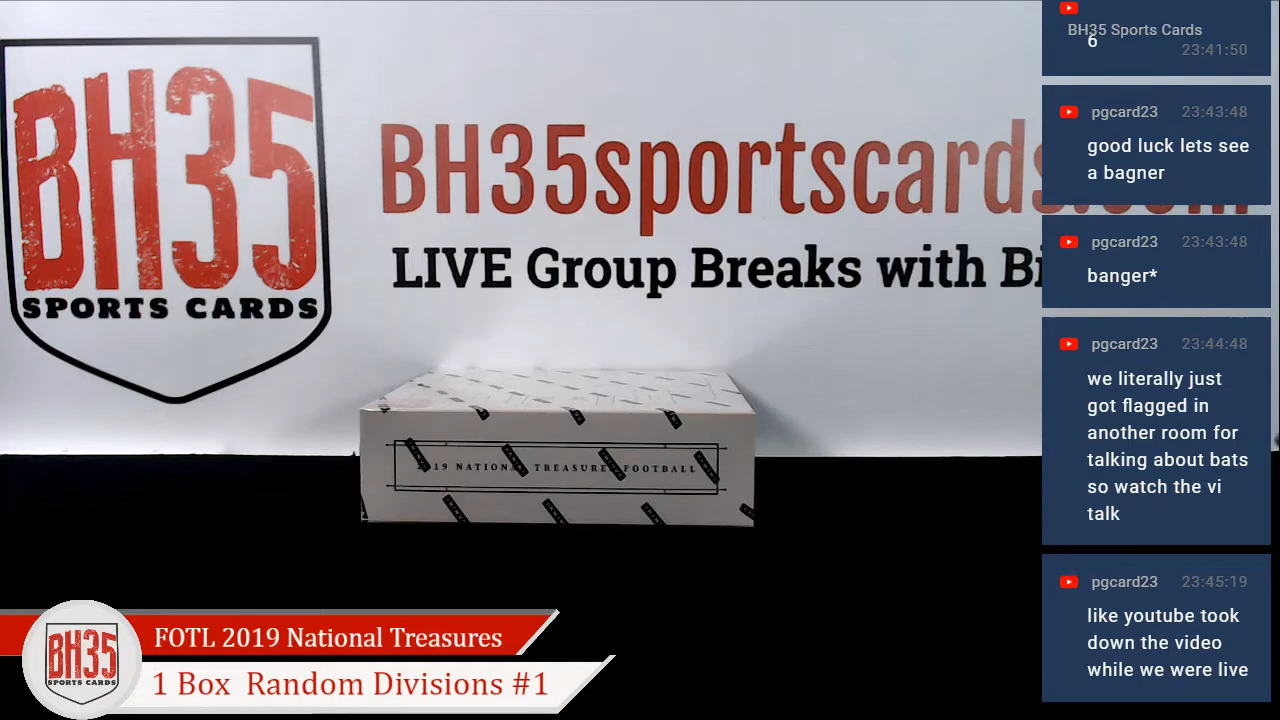 BH35
SPORTS CARDS
BH35sportscards.com
LIVE Group Breaks with
2019 NATIONAL TREASURES FOOTBALL
FOTL 2019 National Treasures
1 Box Random Divisions #1
BH35
SPORTS CARDS
BH35 Sports Cards
6
23:41:50
pgcard23 23:43:48
good luck lets see
a bagner
pgcard23 23:43:48
banger*
pgcard23 23:44:48
we literally just
got flagged in
another room for
talking about bats
so watch the vi
talk
pgcard23 23:45:19
like youtube took
down the video
while we were live